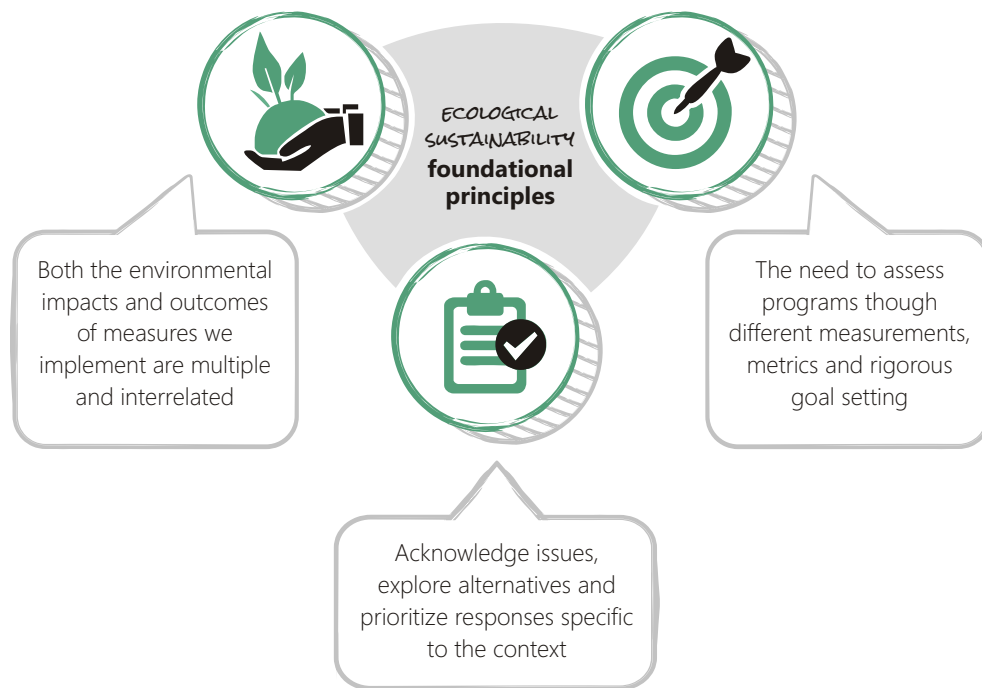 ECOLOGICAL
SUSTAINABILITY
foundational
principles
Both the environmental
impacts and outcomes
of measures we
implement are multiple
and interrelated
The need to assess
programs though
different measurements,
metrics and rigorous
goal setting
Acknowledge issues,
explore alternatives and
prioritize responses specific
to the context